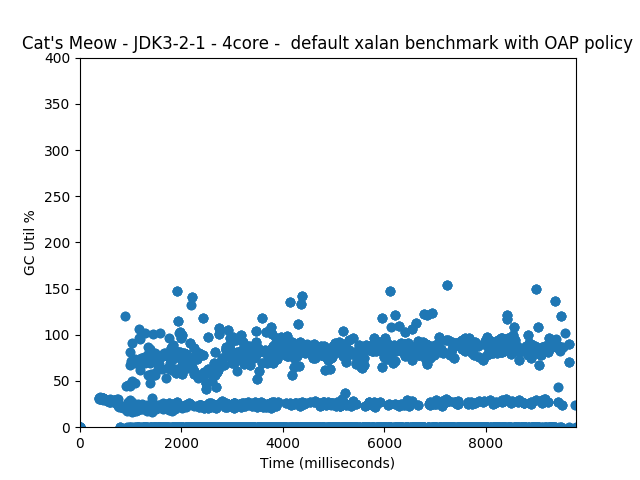 Cat's Meow - JDK3-2-1 - 4core -  default xalan benchmark with OAP policy
400
350
300
250
200
150
100
50
0
GC Util %
0 2000 4000 6000 8000
Time (milliseconds)